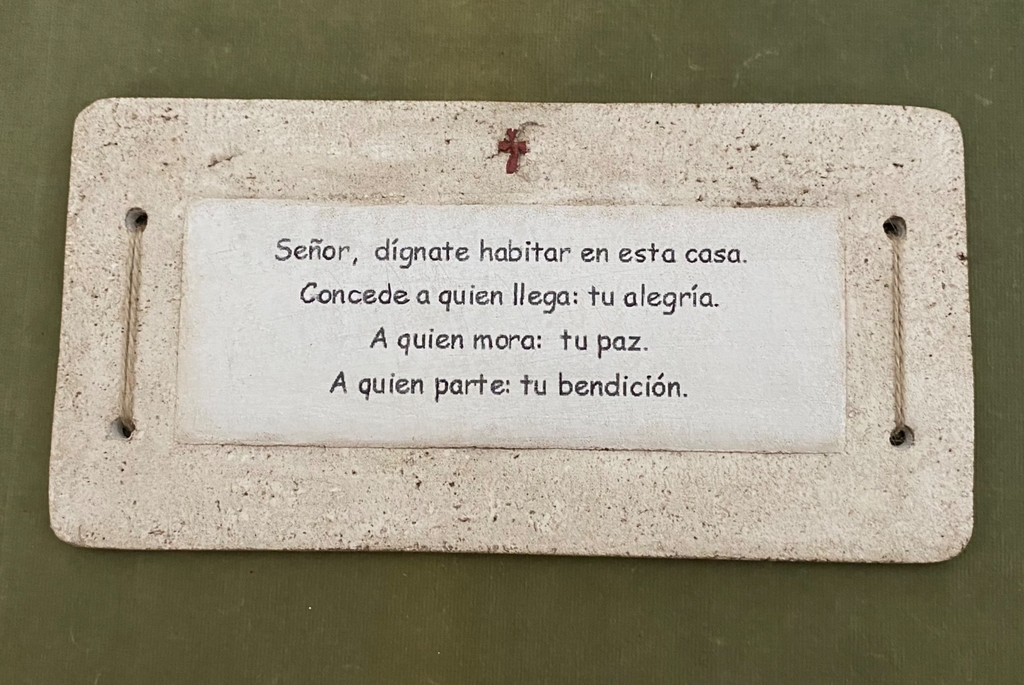 Señor, dígnate habitar en esta casa.
Concede a quien llega: tu alegría.
A quien mora: tu paz.
A quien parte: tu bendición.